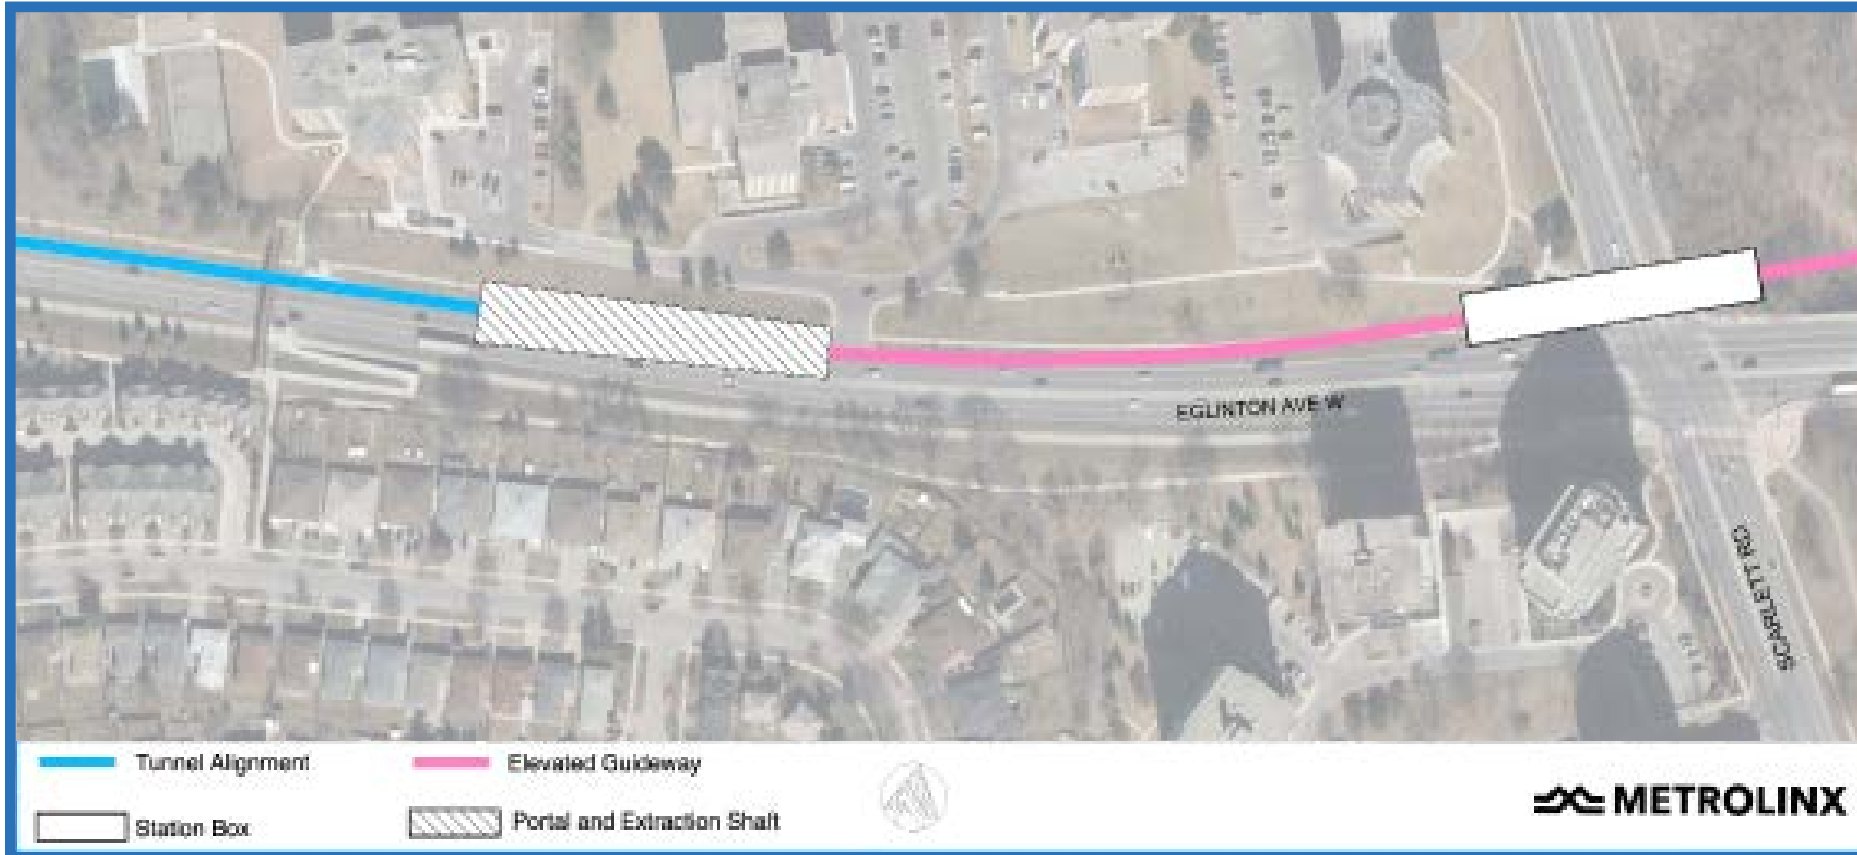 EGLINTON AVE W
SCARLETT RD
Tunnel Alignment
Elevated Guideway
Station Box
Portal and Extraction Shaft
METROLINX